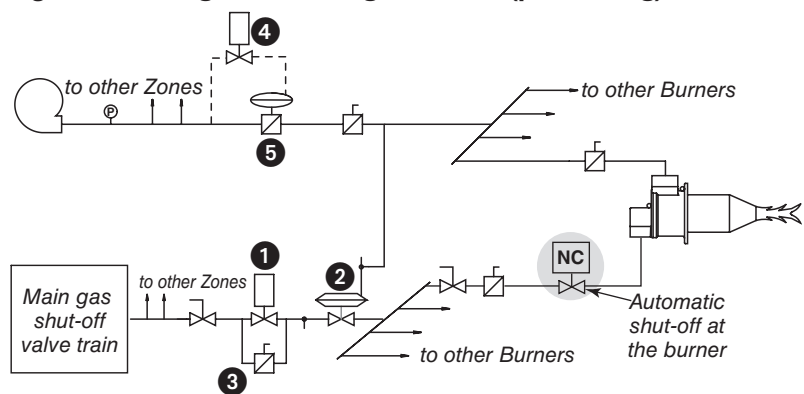 4
to other Zones
P
5
to other Burners
1
2
to other Zones
Main gas
shut-off
valve train
3
NC
Automatic
shut-off at
the burner
to other Burners